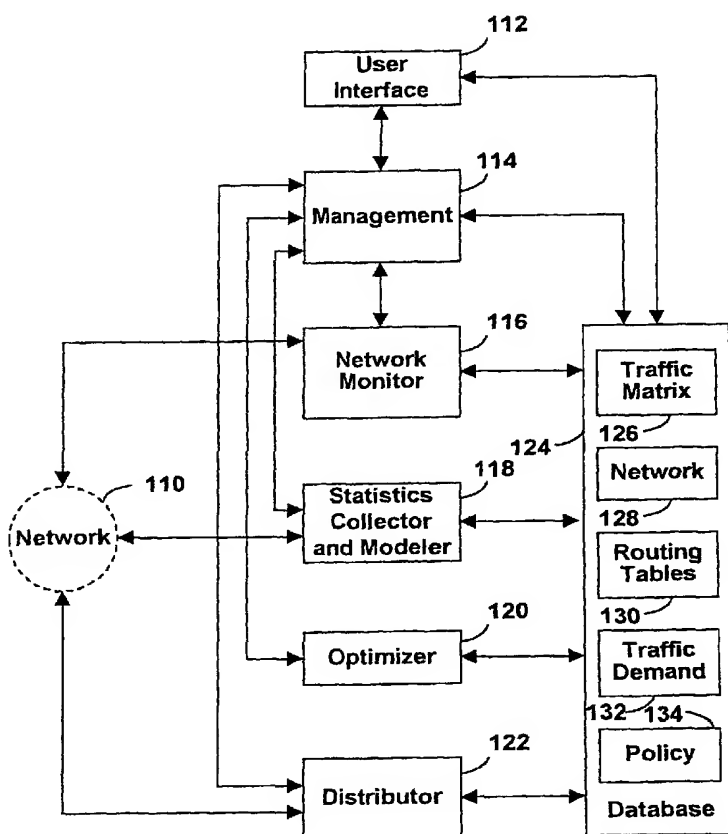 112
User
Interface
114
Management
116
Network
Monitor
Traffic
Matrix
124
126
110
118
Network
Statistics
Collector
and Modeler
Network
128
Routing
Tables
130
120
Optimizer
Traffic
Demand
132
134
122
Policy
Distributor
Database